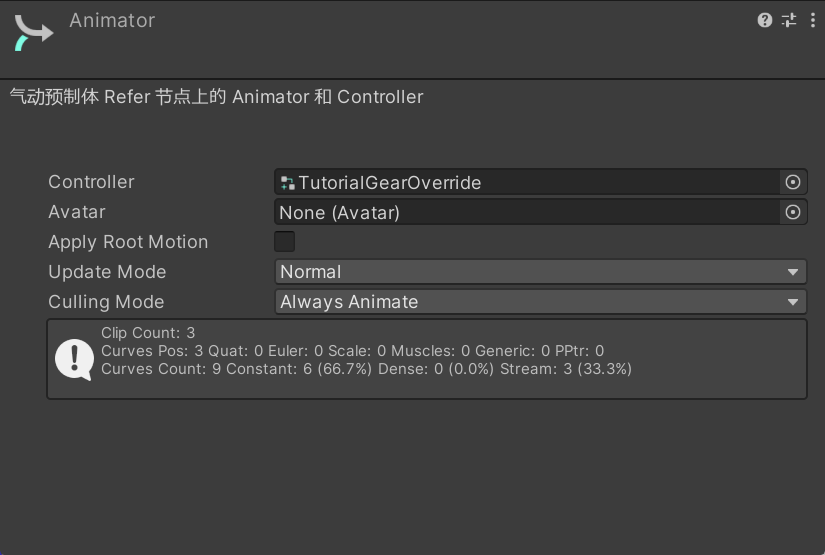 Animator
气动预制体 Refer 节点上的 Animator 和 Controller
Controller
TutorialGearOverride
Avatar
None (Avatar)
Apply Root Motion
Update Mode
Normal
Culling Mode
Always Animate
Clip Count: 3
Curves Pos: 3 Quat: 0 Euler: 0 Scale: 0 Muscles: 0 Generic: 0 PPtr: 0
Curves Count: 9 Constant: 6 (66.7%) Dense: 0 (0.0%) Stream: 3 (33.3%)